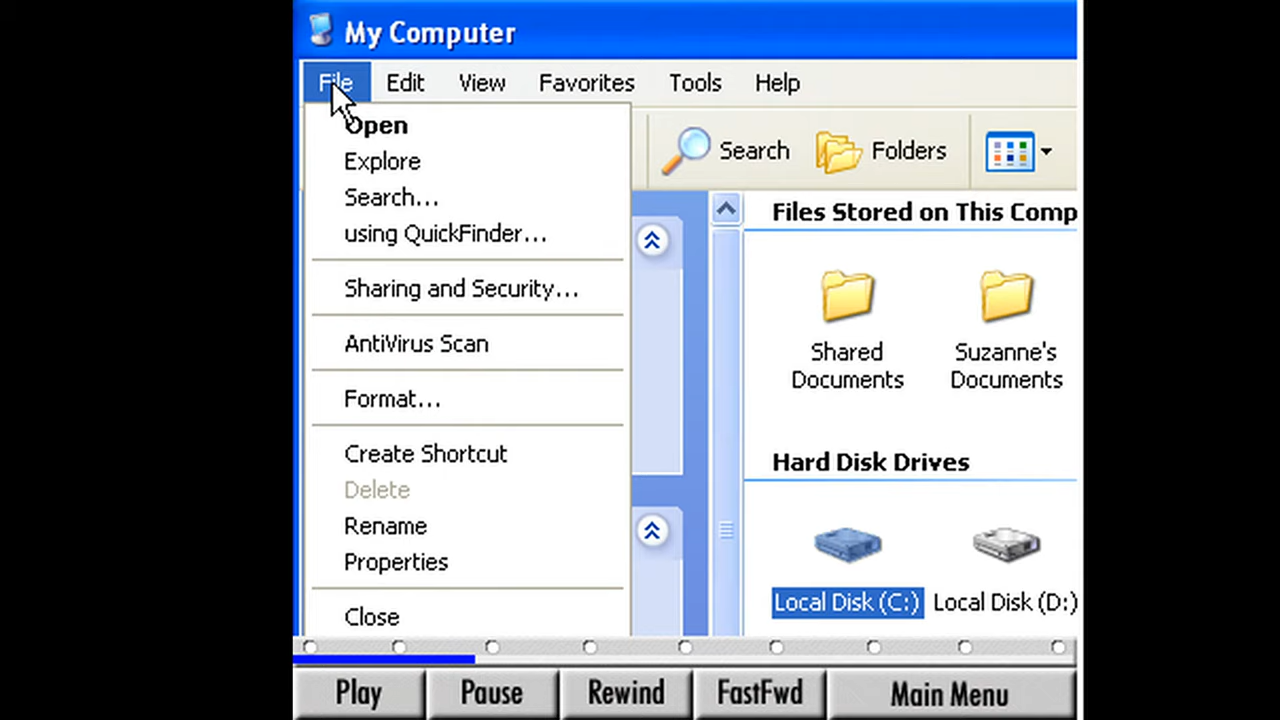 My Computer
File Edit View Favorites Tools Help
Open
Explore
Search...
using QuickFinder...
Sharing and Security...
AntiVirus Scan
Format...
Create Shortcut
Delete
Rename
Properties
Close
Search Folders
Files Stored on This Comp
Shared Documents
Suzanne's Documents
Hard Disk Drives
Local Disk (C:) Local Disk (D:)
Play Pause Rewind FastFwd Main Menu